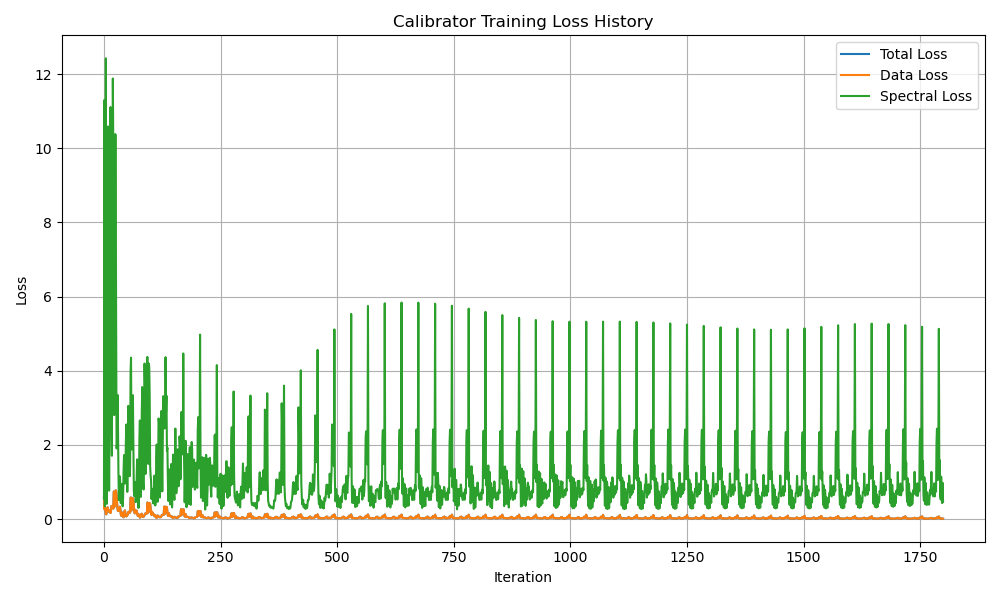 Calibrator Training Loss History
Total Loss
Data Loss
Spectral Loss
12
10
8
6
4
2
0
Loss
0 250 500 750 1000 1250 1500 1750
Iteration